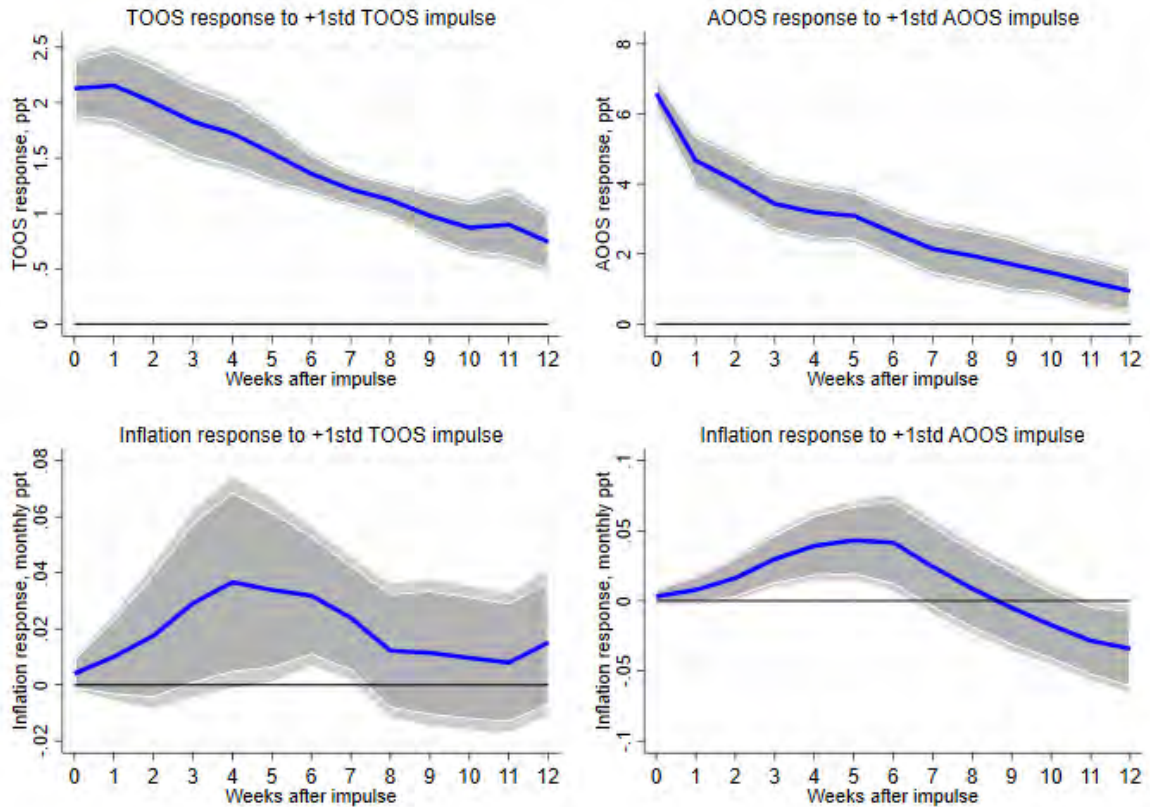 TOOS response to +1std TOOS impulse
TOOS response, ppt
2.5
2
1.5
1
.5
0
0 1 2 3 4 5 6 7 8 9 10 11 12
Weeks after impulse
AOOS response to +1std AOOS impulse
AOOS response, ppt
8
6
4
2
0
0 1 2 3 4 5 6 7 8 9 10 11 12
Weeks after impulse
Inflation response to +1std TOOS impulse
Inflation response, monthly ppt
.08
.06
.04
.02
0
-.02
0 1 2 3 4 5 6 7 8 9 10 11 12
Weeks after impulse
Inflation response to +1std AOOS impulse
Inflation response, monthly ppt
.1
.05
0
-.05
-.1
0 1 2 3 4 5 6 7 8 9 10 11 12
Weeks after impulse